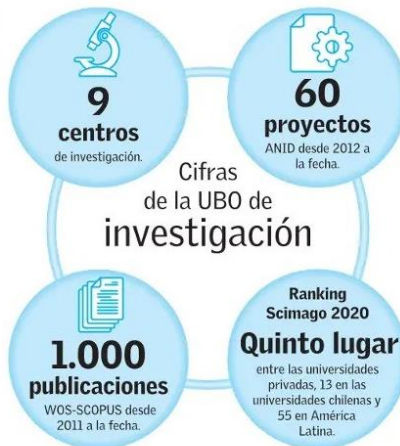 9
centros
de investigación.
60
proyectos
ANID desde 2012 a
la fecha.
Cifras
de la UBO de
investigación
1.000
publicaciones
WOS-SCOPUS desde
2011 a la fecha.
Ranking
Scimago 2020
Quinto lugar
entre las universidades
privadas, 13 en las
universidades chilenas y
55 en América
Latina.